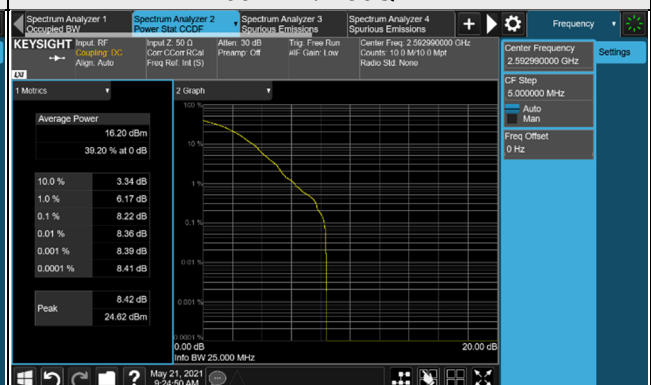 Spectrum Analyzer 1
Occupied BW
Spectrum Analyzer 2
Power Stat CCDF
Spectrum Analyzer 3
Spurious Emissions
Spectrum Analyzer 4
Spurious Emissions
Frequency
KEYSIGHT
Input: RF
Coupling: DC
Align: Auto
Input Z: 50 Ω
Corr CCorr RCal
Freq Ref: Int (S)
Atten: 30 dB
Preamp: Off
Trig: Free Run
#IF Gain: Low
Center Freq: 2.592990000 GHz
Counts: 10.0 M/10.0 Mpt
Radio Std: None
LXI
Center Frequency
2.592990000 GHz
Settings
CF Step
5.000000 MHz
Auto
Man
Freq Offset
0 Hz
1 Metrics
2 Graph
Average Power
16.20 dBm
39.20 % at 0 dB
10.0 % 3.34 dB
1.0 % 6.17 dB
0.1 % 8.22 dB
0.01 % 8.36 dB
0.001 % 8.39 dB
0.0001 % 8.41 dB
Peak
8.42 dB
24.62 dBm
100 %
10 %
1 %
0.1 %
0.01 %
0.001 %
0.0001 %
0.00 dB
20.00 dB
Info BW 25.000 MHz
?
May 21, 2021
9:24:50 AM